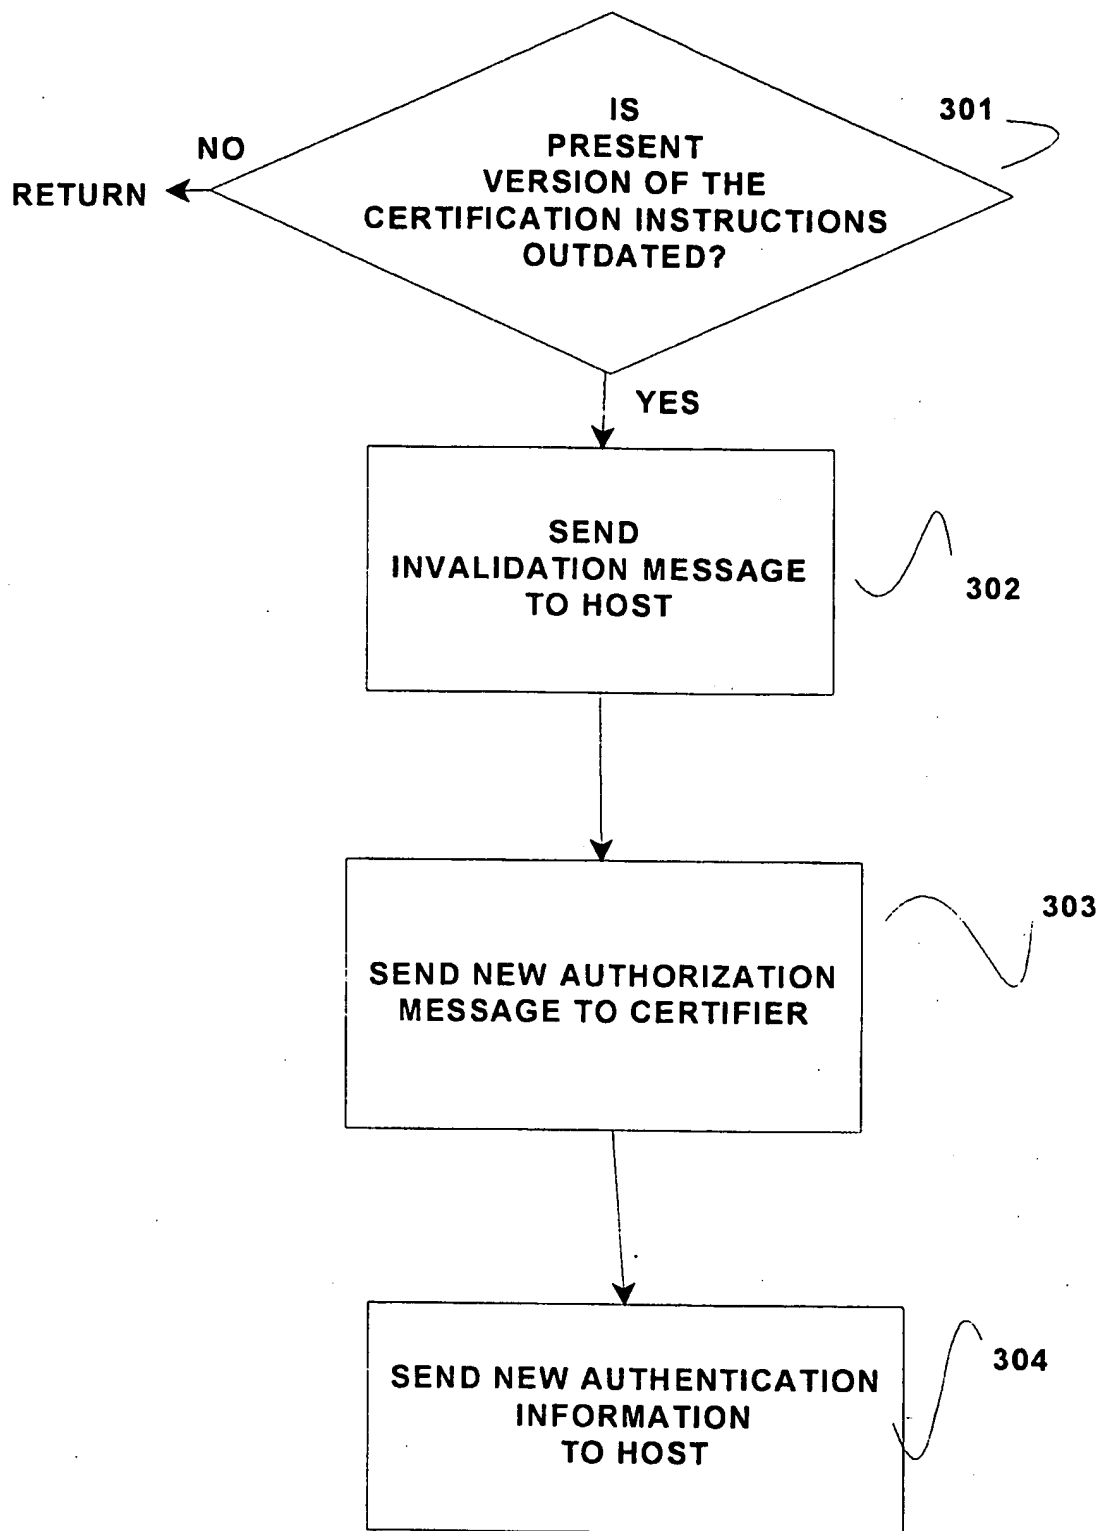 IS
PRESENT
VERSION OF THE
CERTIFICATION INSTRUCTIONS
OUTDATED?
301
NO
RETURN
YES
SEND
INVALIDATION MESSAGE
TO HOST
302
SEND NEW AUTHORIZATION
MESSAGE TO CERTIFIER
303
SEND NEW AUTHENTICATION
INFORMATION
TO HOST
304